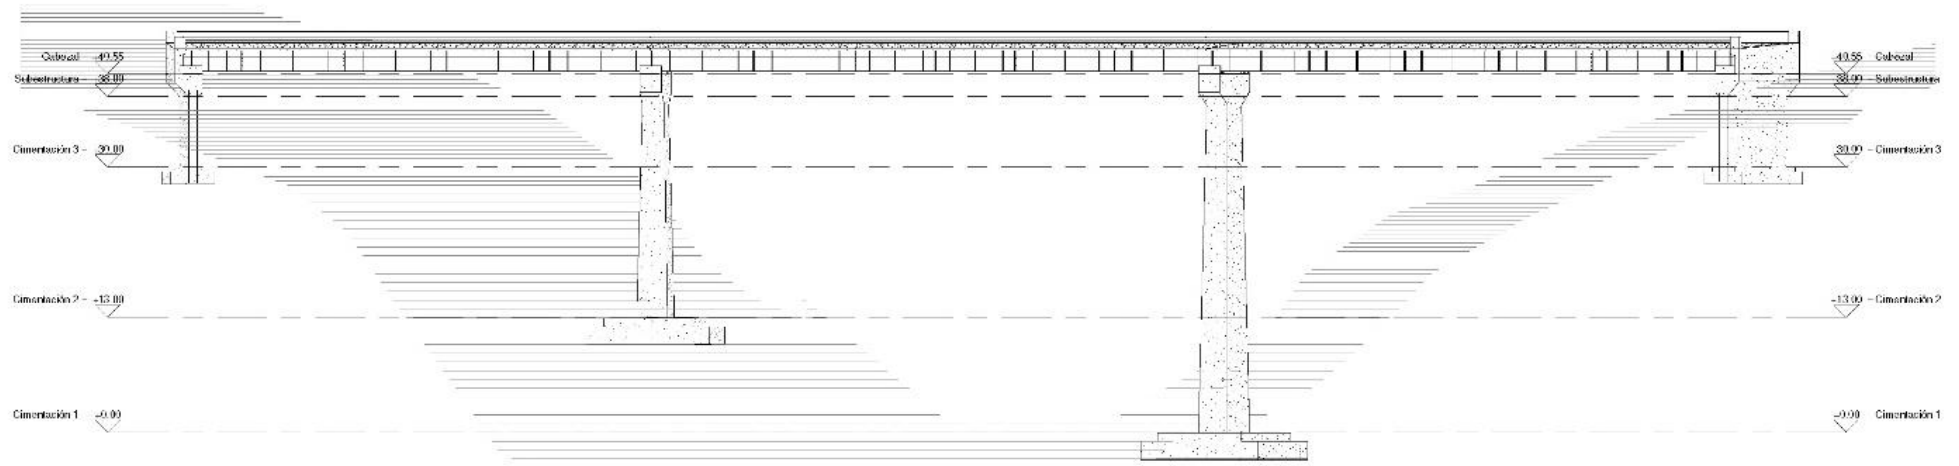 Cabezal 40.55
40.55 Cabezal
Subestructura 38.00
38.00 Subestructura
Cimentación 3 30.00
30.00 Cimentación 3
Cimentación 2 13.00
13.00 Cimentación 2
Cimentación 1 0.00
0.00 Cimentación 1